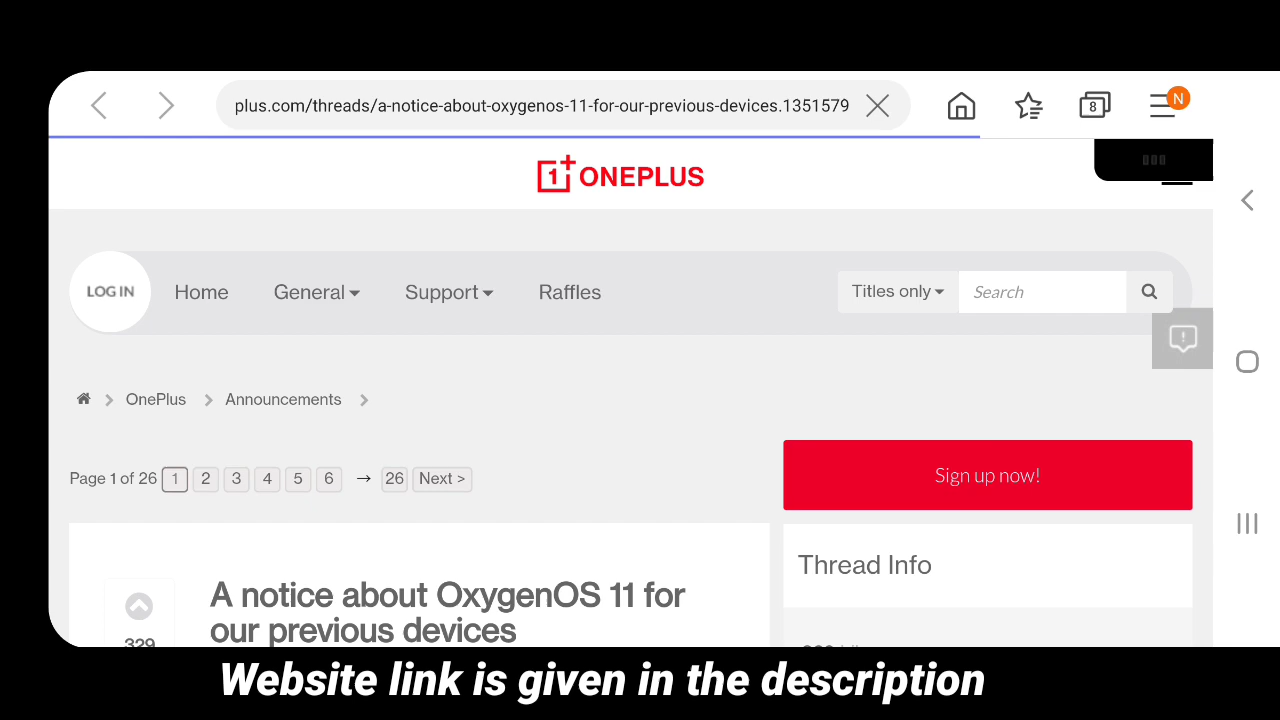 plus.com/threads/a-notice-about-oxygenos-11-for-our-previous-devices.1351579
8
N
1+ ONEPLUS
LOG IN Home General Support Raffles Titles only Search
OnePlus Announcements
Page 1 of 26 1 2 3 4 5 6 → 26 Next >
Sign up now!
Thread Info
A notice about OxygenOS 11 for
our previous devices
329
Website link is given in the description